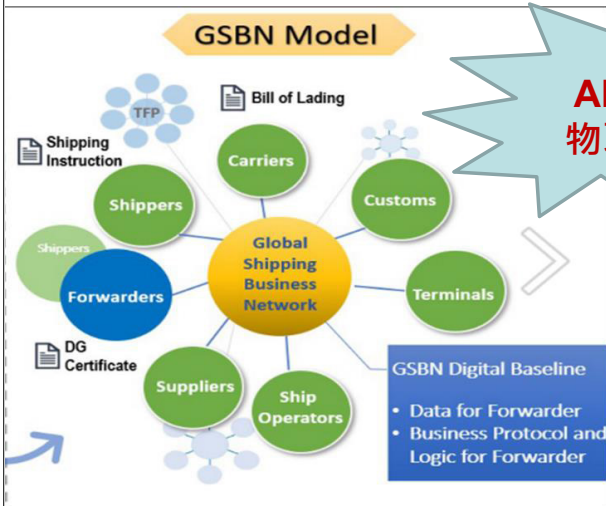 GSBN Model
TFP
Bill of Lading
Shipping
Instruction
Carriers
Shippers
Customs
Global
Shipping
Business
Network
Shippers
Forwarders
Terminals
DG
Certificate
Suppliers
Ship
Operators
GSBN Digital Baseline
• Data for Forwarder
• Business Protocol and
Logic for Forwarder